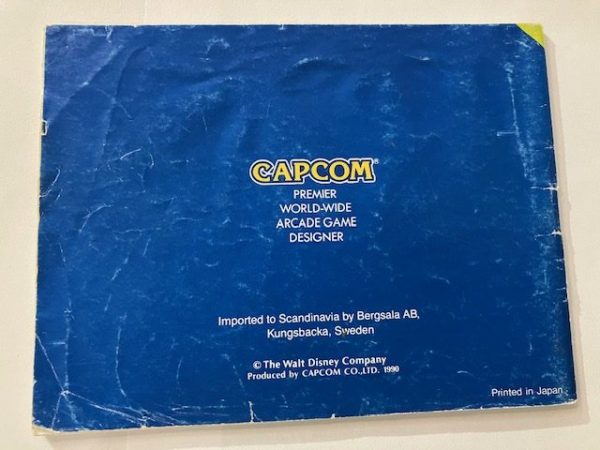 CAPCOM®
PREMIER
WORLD-WIDE
ARCADE GAME
DESIGNER
Imported to Scandinavia by Bergsala AB,
Kungsbacka, Sweden
© The Walt Disney Company
Produced by CAPCOM CO.,LTD. 1990
Printed in Japan